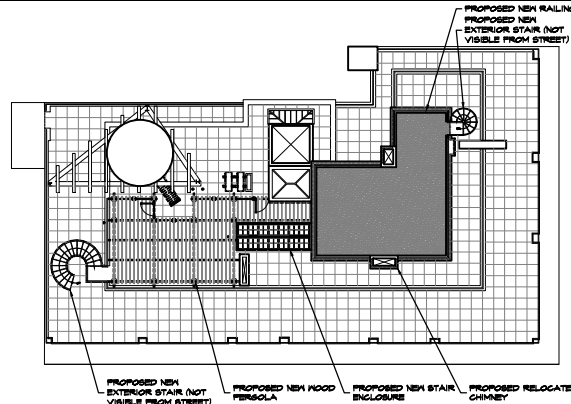 PROPOSED NEW RAILING
PROPOSED NEW
EXTERIOR STAIR (NOT
VISIBLE FROM STREET)
PROPOSED NEW
EXTERIOR STAIR (NOT
VISIBLE FROM STREET)
PROPOSED NEW WOOD
PERGOLA
PROPOSED NEW STAIR
ENCLOSURE
PROPOSED RELOCATE
CHIMNEY